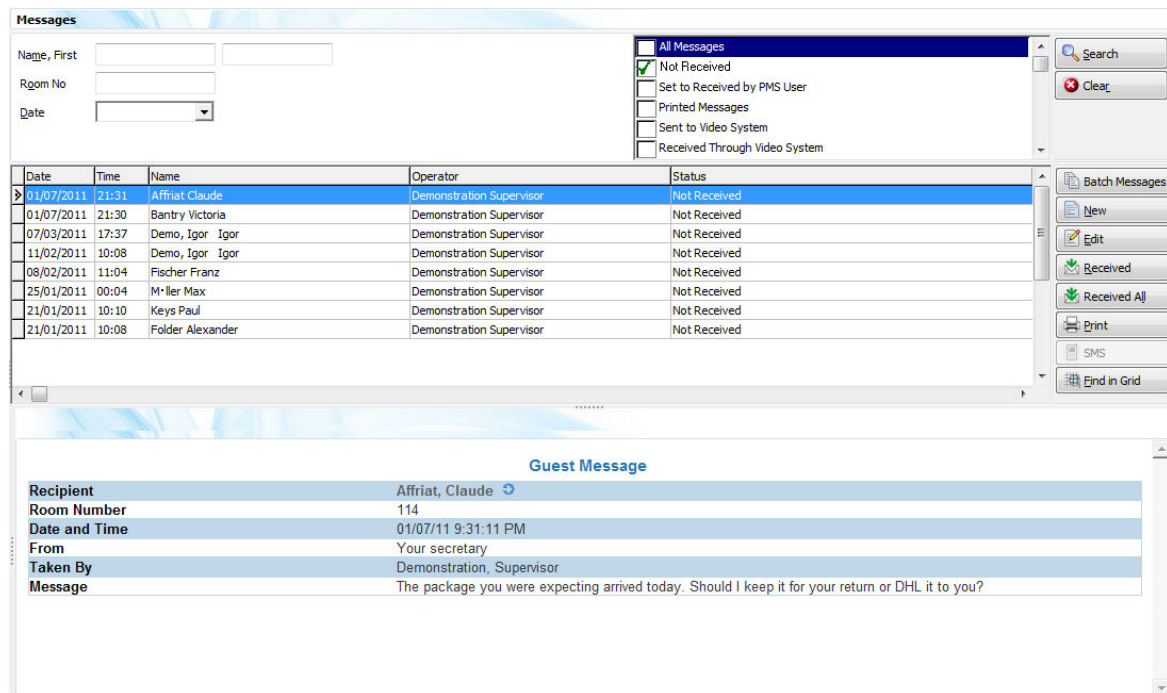 Messages
Name, First
Room No
Date
All Messages
Not Received
Set to Received by PMS User
Printed Messages
Sent to Video System
Received Through Video System
Search
Clear
Date Time Name Operator Status
01/07/2011 21:31 Affriat Claude Demonstration Supervisor Not Received
01/07/2011 21:30 Bantry Victoria Demonstration Supervisor Not Received
07/03/2011 17:37 Demo, Igor Igor Demonstration Supervisor Not Received
11/02/2011 10:08 Demo, Igor Igor Demonstration Supervisor Not Received
08/02/2011 11:04 Fischer Franz Demonstration Supervisor Not Received
25/01/2011 00:04 M·ller Max Demonstration Supervisor Not Received
21/01/2011 10:10 Keys Paul Demonstration Supervisor Not Received
21/01/2011 10:08 Folder Alexander Demonstration Supervisor Not Received
Batch Messages
New
Edit
Received
Received All
Print
SMS
Find in Grid
Guest Message
Recipient Affriat, Claude
Room Number 114
Date and Time 01/07/11 9:31:11 PM
From Your secretary
Taken By Demonstration, Supervisor
Message The package you were expecting arrived today. Should I keep it for your return or DHL it to you?